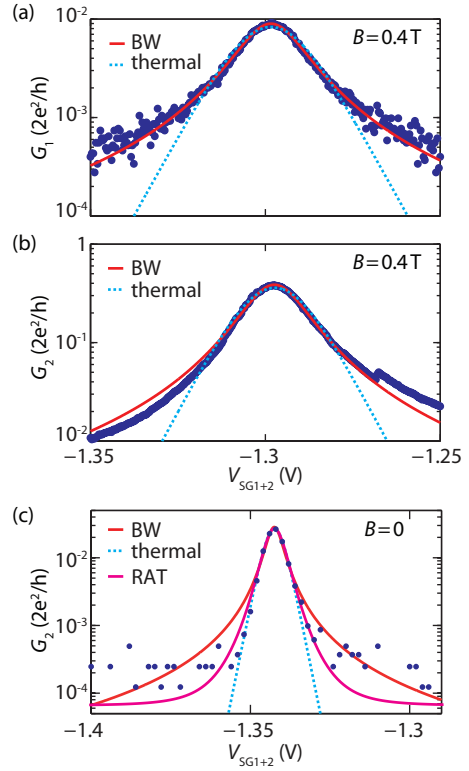 (a)
10⁻²
BW
thermal
B=0.4T
10⁻³
G₁ (2e²/h)
10⁻⁴
(b)
1
BW
thermal
B=0.4T
10⁻¹
G₂ (2e²/h)
10⁻²
−1.35
−1.3
−1.25
V_SG1+2 (V)
(c)
BW
thermal
RAT
B=0
10⁻²
G₂ (2e²/h)
10⁻³
10⁻⁴
−1.4
−1.35
−1.3
V_SG1+2 (V)